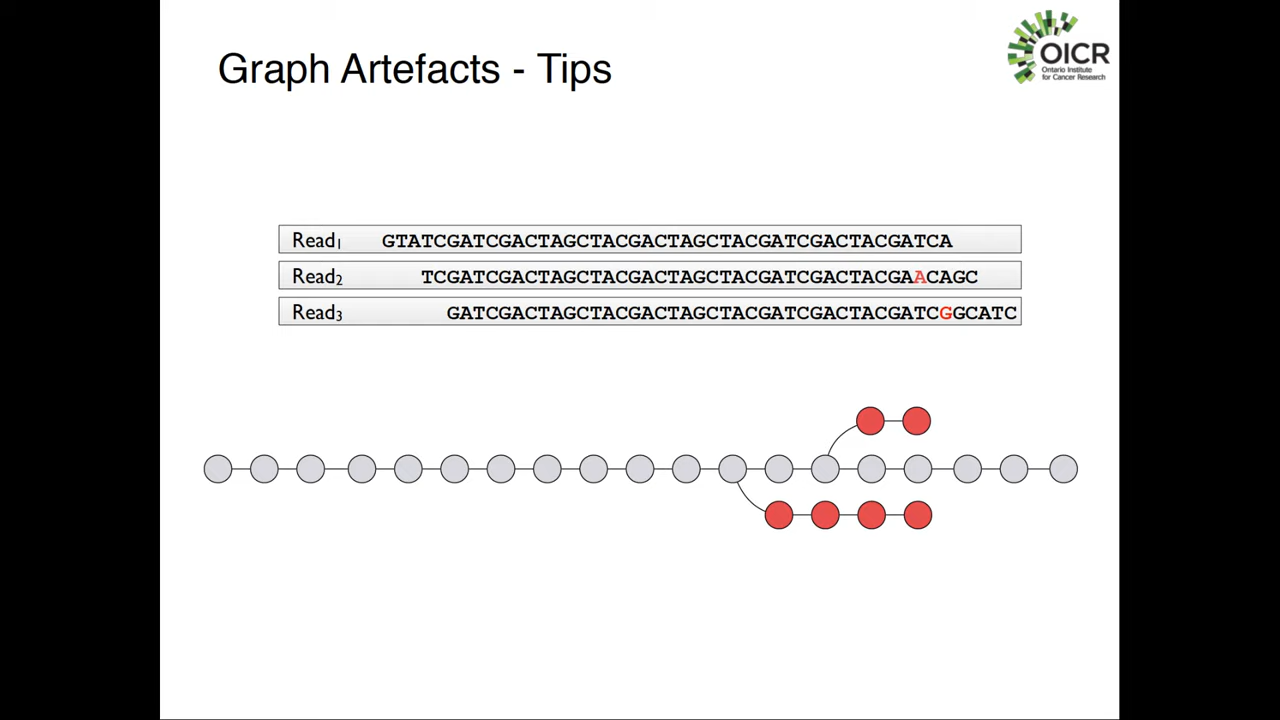 Graph Artefacts - Tips
OICR
Ontario Institute
for Cancer Research
Read₁ GTATCGATCGACTAGCTACGACTAGCTACGATCGACTACGATCA
Read₂ TCGATCGACTAGCTACGACTAGCTACGATCGACTACGAACAGC
Read₃ GATCGACTAGCTACGACTAGCTACGATCGACTACGATCGGCATC